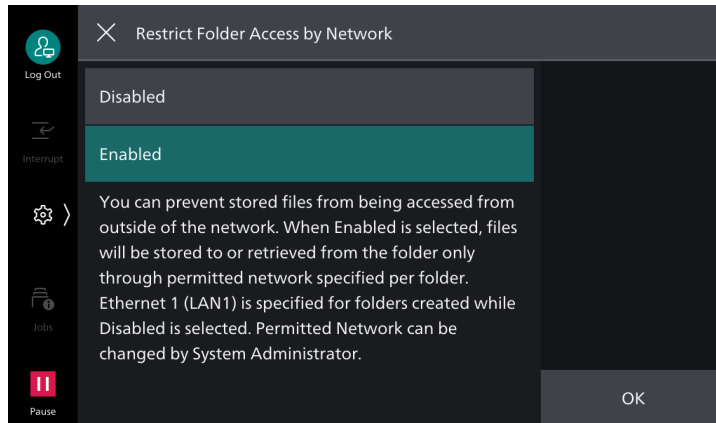 Restrict Folder Access by Network
Log Out
Disabled
Interrupt
Enabled
You can prevent stored files from being accessed from
outside of the network. When Enabled is selected, files
will be stored to or retrieved from the folder only
through permitted network specified per folder.
Ethernet 1 (LAN1) is specified for folders created while
Disabled is selected. Permitted Network can be
changed by System Administrator.
Jobs
Pause
OK